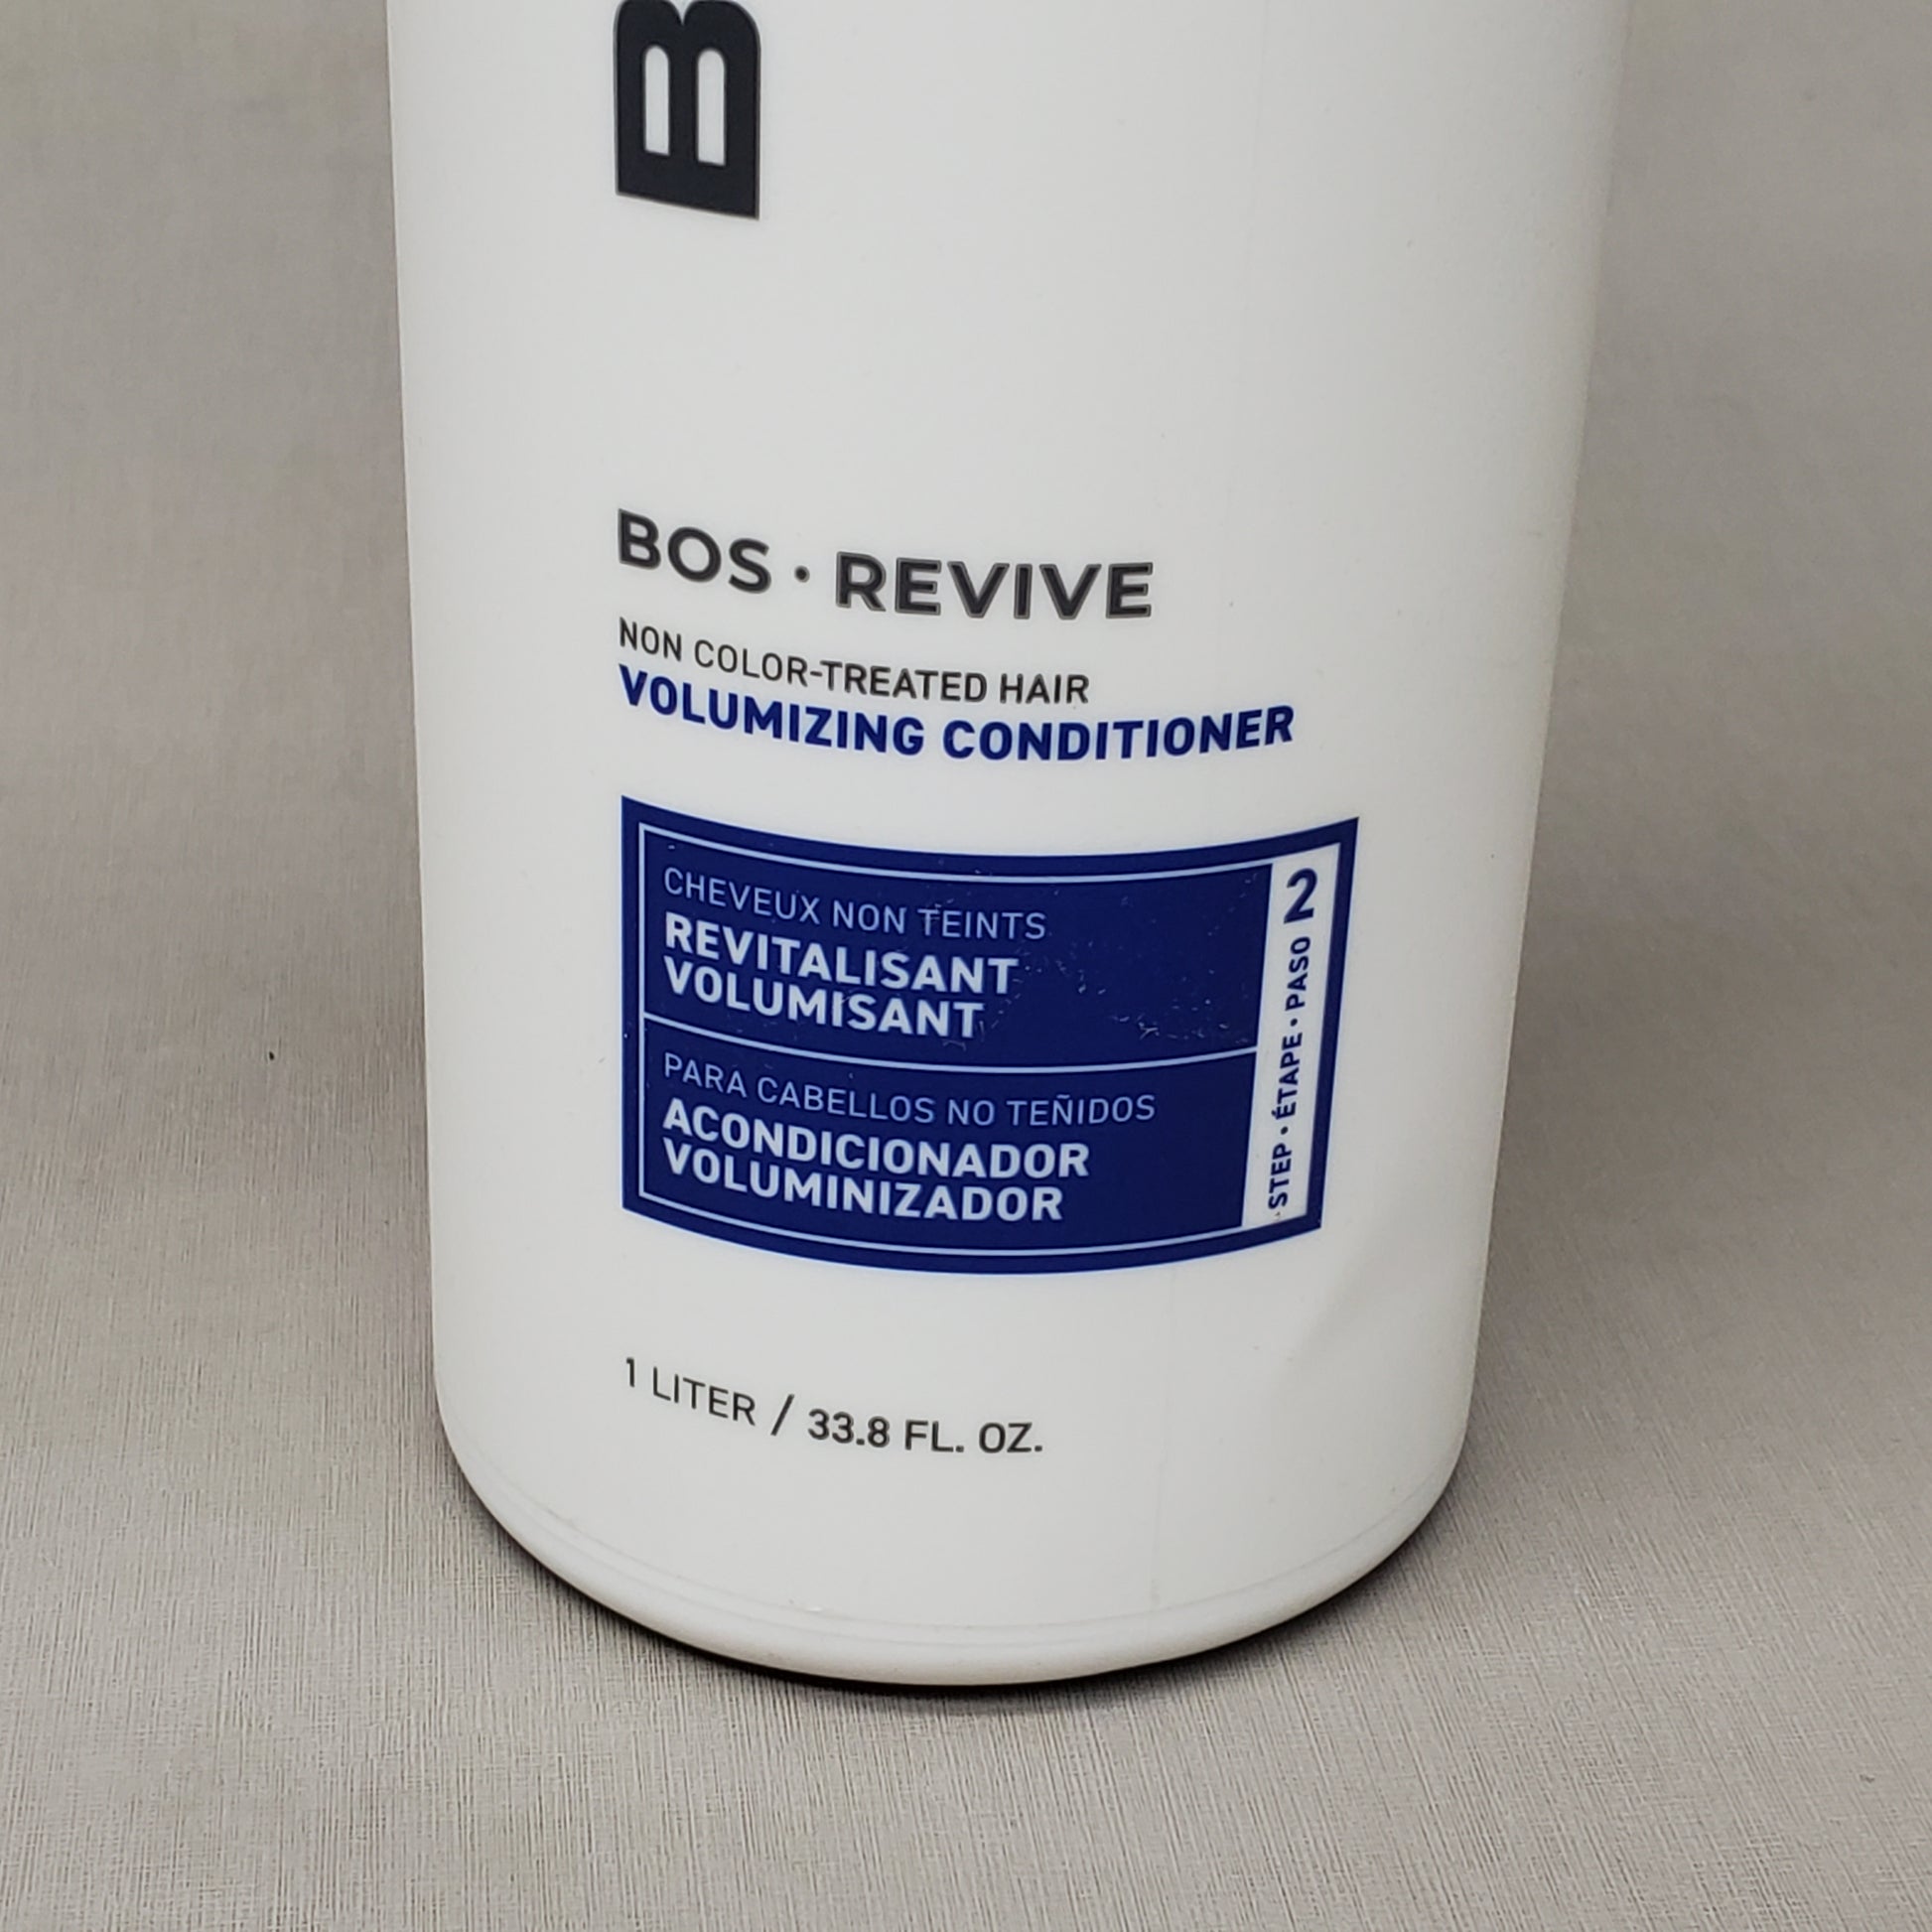 B
BOS · REVIVE
NON COLOR-TREATED HAIR
VOLUMIZING CONDITIONER
CHEVEUX NON TEINTS
REVITALISANT
VOLUMISANT
PARA CABELLOS NO TEÑIDOS
ACONDICIONADOR
VOLUMINIZADOR
STEP · ÉTAPE · PASO 2
1 LITER / 33.8 FL. OZ.